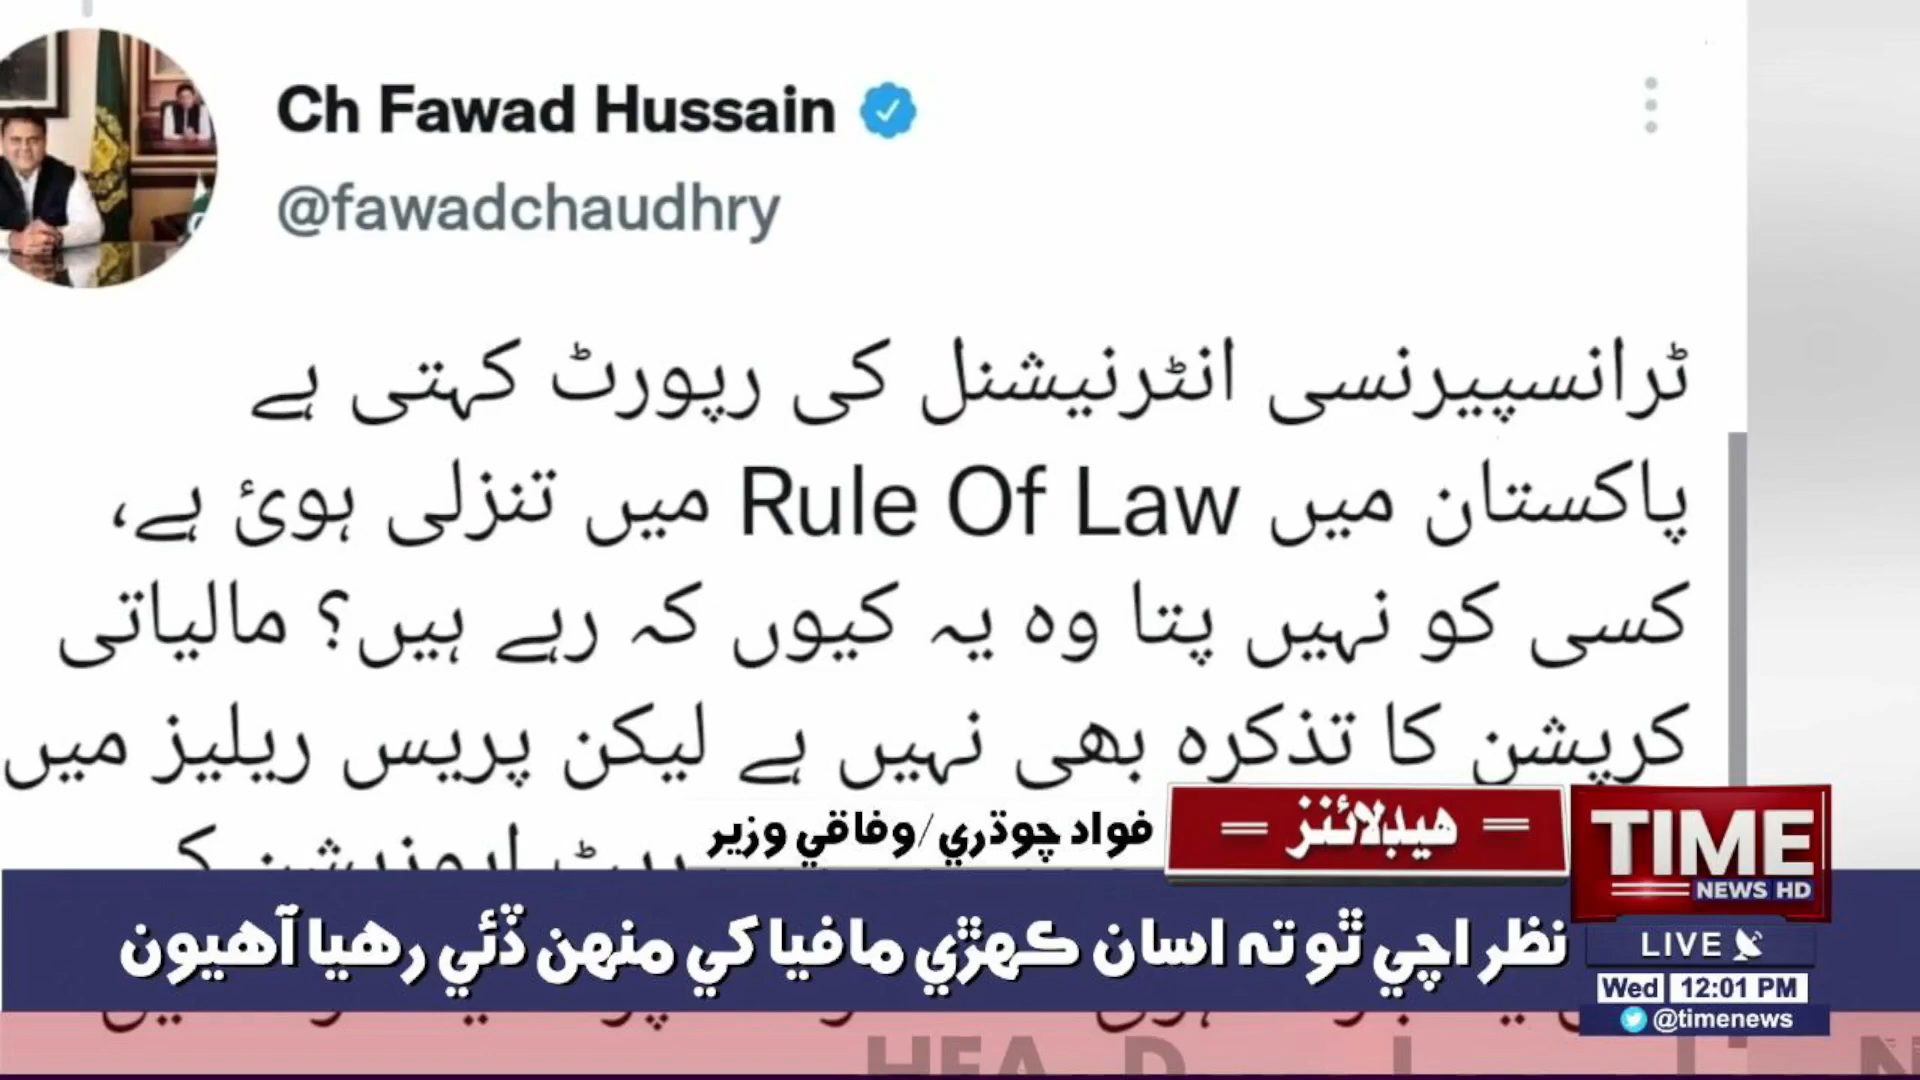 Ch Fawad Hussain
@fawadchaudhry
ٹرانسپیرنسی انٹرنیشنل کی رپورٹ کہتی ہے
پاکستان میں Rule Of Law میں تنزلی ہوئ ہے،
کسی کو نہیں پتا وہ یہ کیوں کہ رہے ہیں؟ مالیاتی
کرپشن کا تذکرہ بھی نہیں ہے لیکن پریس ریلیز میں
فواد چوڌري/وفاقي وزير
هيڊلائنز
TIME
NEWS HD
نظر اچي ٿو ته اسان ڪهڙي مافيا کي منهن ڏئي رهيا آهيون
LIVE
Wed 12:01 PM
@timenews